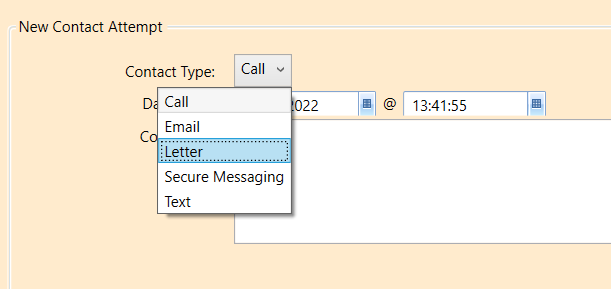 New Contact Attempt
Contact Type: Call
Call
2022 @ 13:41:55
Email
Letter
Secure Messaging
Text